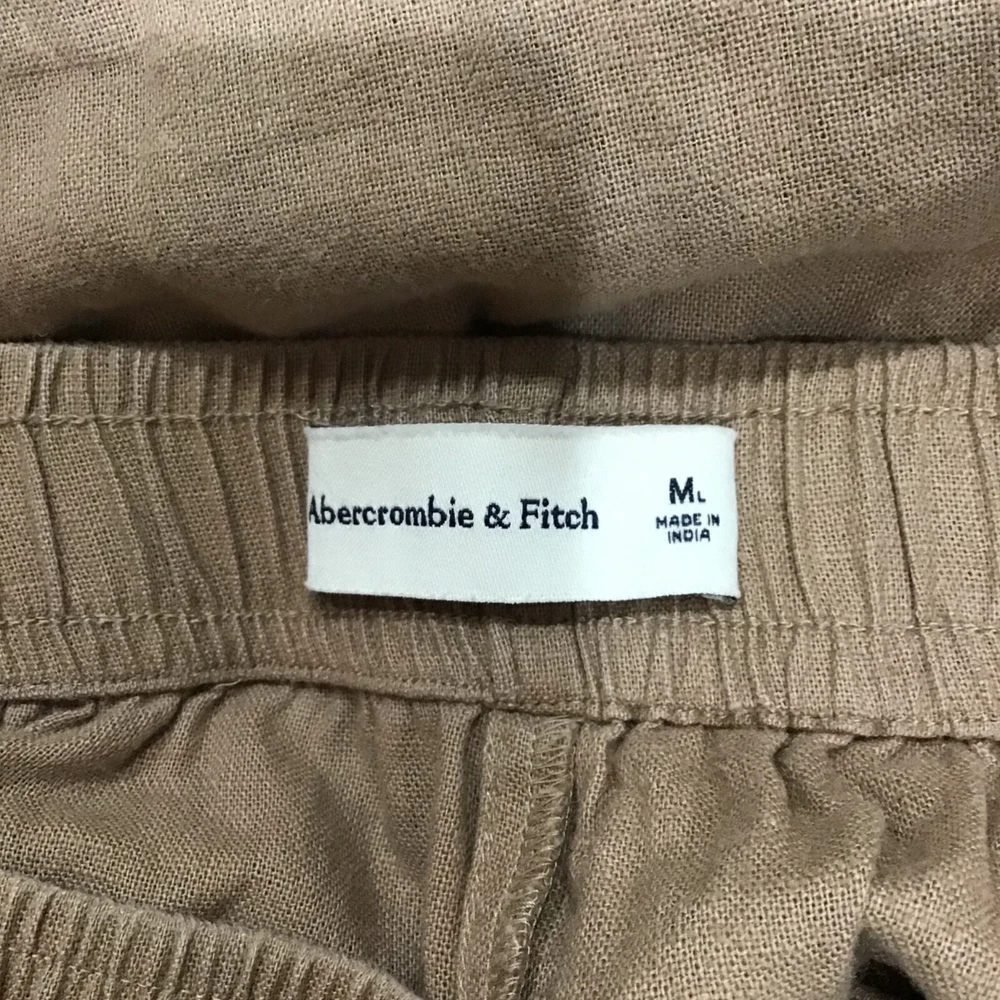 Abercrombie & Fitch
ML
MADE IN
INDIA